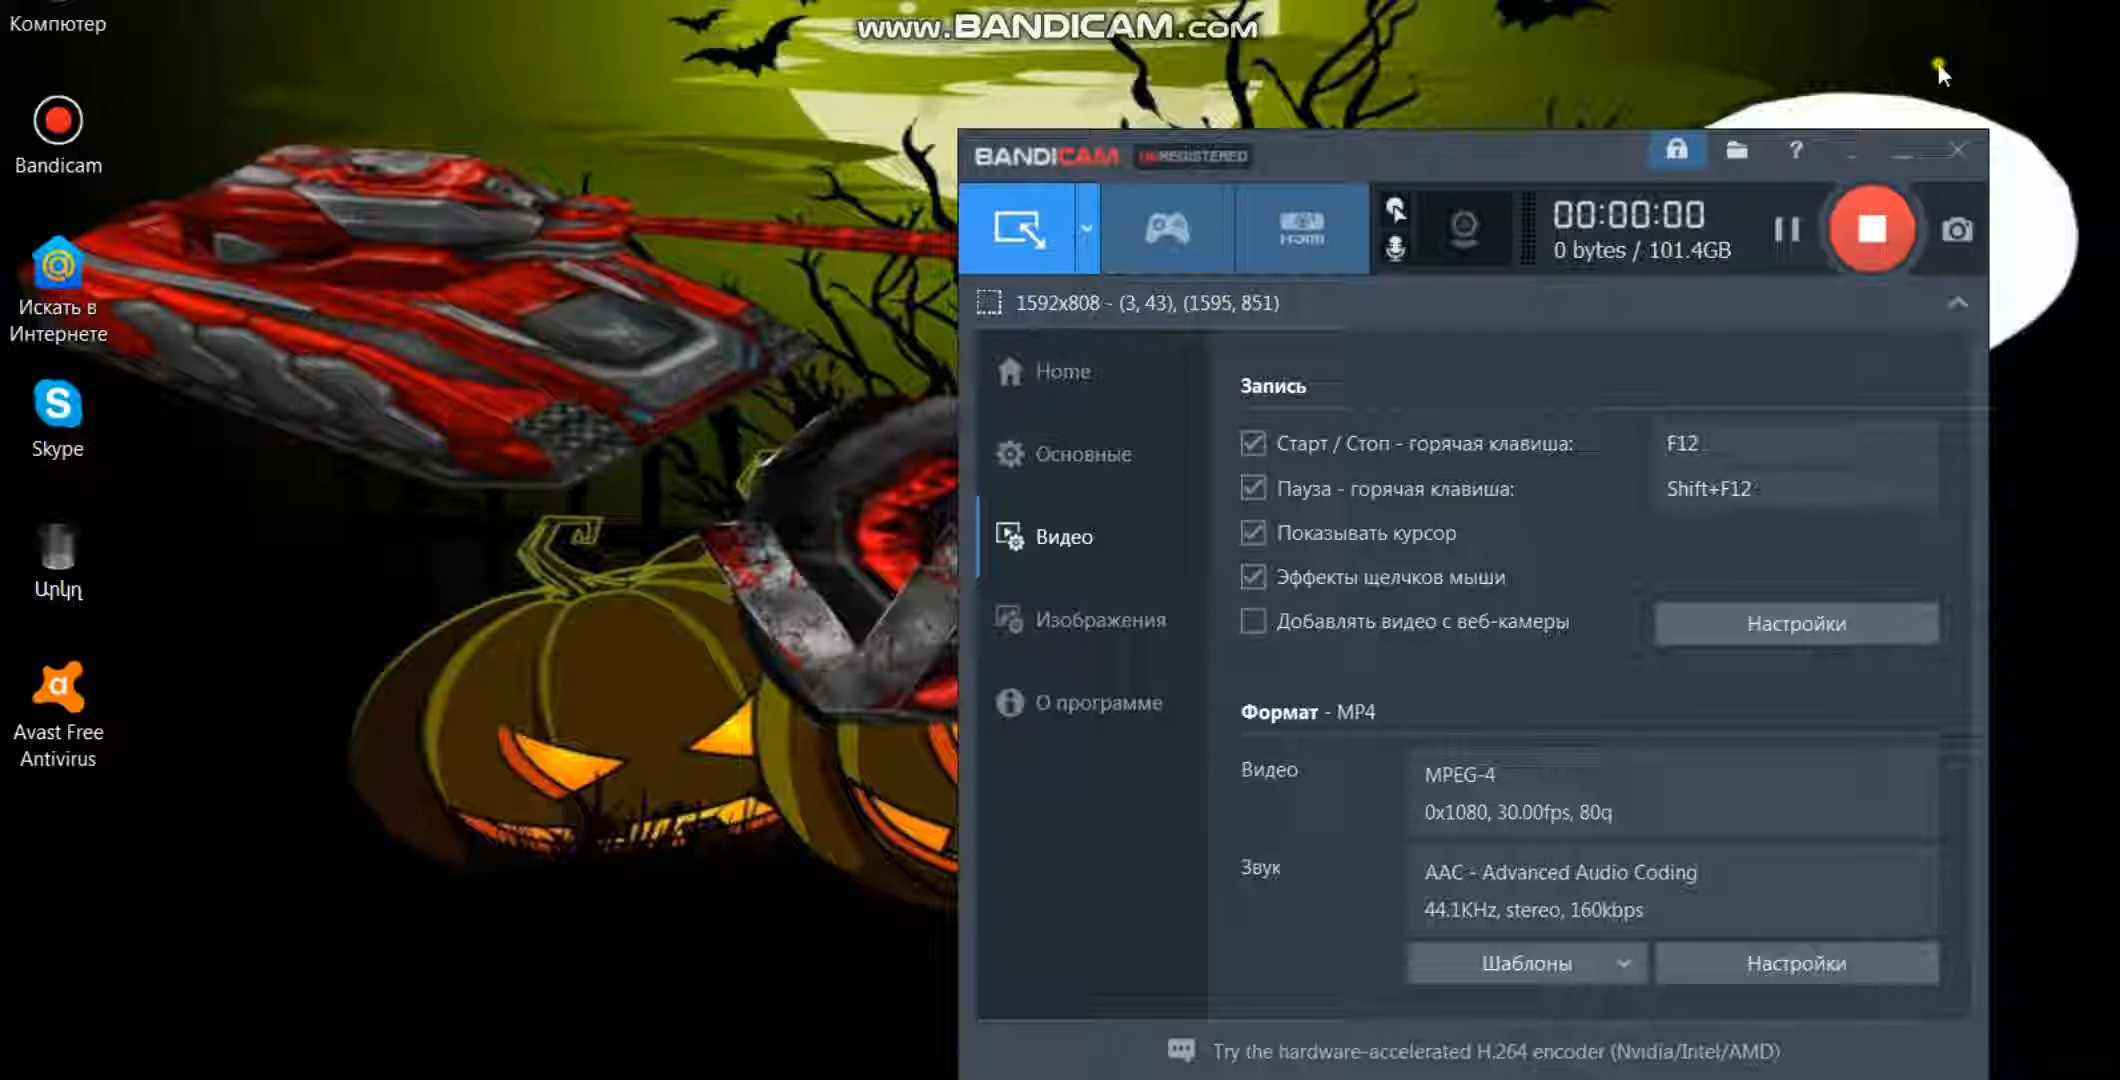 Компьютер
www.BANDICAM.com
Bandicam
Искать в
Интернете
Skype
Արկղ
Avast Free
Antivirus
BANDICAM UNREGISTERED
?
HDMI
00:00:00
0 bytes / 101.4GB
1592x808 - (3, 43), (1595, 851)
Home
Основные
Видео
Изображения
О программе
Запись
Старт / Стоп - горячая клавиша: F12
Пауза - горячая клавиша: Shift+F12
Показывать курсор
Эффекты щелчков мыши
Добавлять видео с веб-камеры Настройки
Формат - MP4
Видео MPEG-4
0x1080, 30.00fps, 80q
Звук AAC - Advanced Audio Coding
44.1KHz, stereo, 160kbps
Шаблоны Настройки
Try the hardware-accelerated H.264 encoder (Nvidia/Intel/AMD)